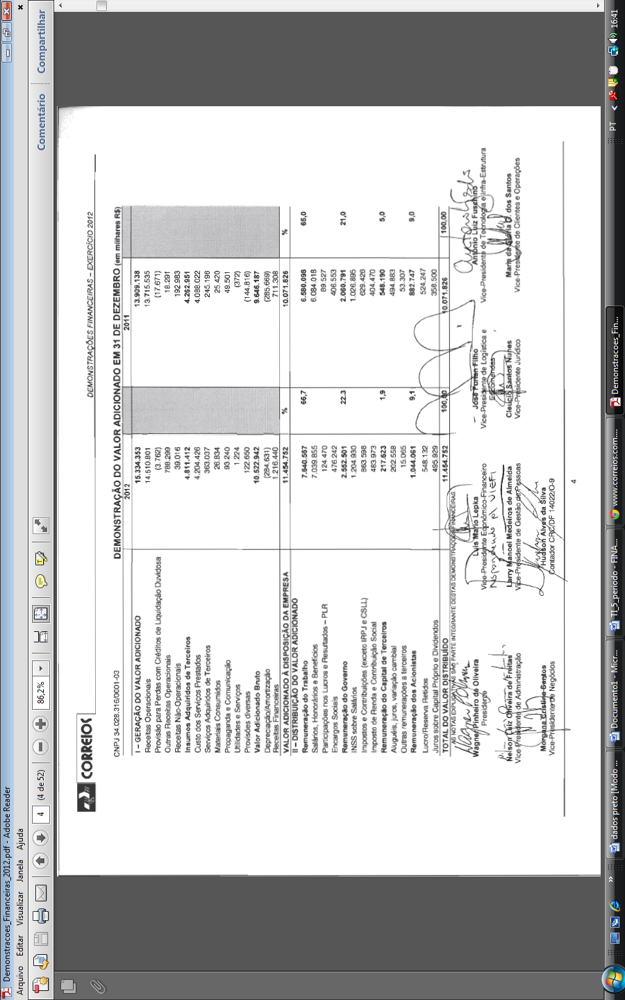 Demonstracoes_Financeiras_2012.pdf - Adobe Reader
Arquivo Editar Visualizar Janela Ajuda
4 (4 de 52) 86,2% Comentário Compartilhar
CORREIOS
DEMONSTRAÇÕES FINANCEIRAS – EXERCÍCIO 2012
CNPJ 34.028.316/0001-03
DEMONSTRAÇÃO DO VALOR ADICIONADO EM 31 DE DEZEMBRO (em milhares R$)
2012 2011
I – GERAÇÃO DO VALOR ADICIONADO 15.334.353 13.909.138
Receitas Operacionais 14.510.801 13.715.535
Provisão para Perdas com Créditos de Liquidação Duvidosa (3.762) (17.671)
Outras Receitas Operacionais 788.299 18.291
Receitas Não-Operacionais 39.016 192.983
Insumos Adquiridos de Terceiros 4.811.412 4.262.951
Custo dos Serviços Prestados 4.204.426 4.088.022
Serviços Adquiridos de Terceiros 363.037 245.196
Materiais Consumidos 26.834 25.420
Propaganda e Comunicação 93.240 49.501
Utilidades e Serviços 1.224 (372)
Provisões diversas 122.650 (144.816)
Valor Adicionado Bruto 10.522.942 9.646.187
Depreciação/Amortização (284.631) (285.669)
Receitas Financeiras 1.216.440 711.308
VALOR ADICIONADO À DISPOSIÇÃO DA EMPRESA 11.454.752 % 10.071.826 %
II – DISTRIBUIÇÃO DO VALOR ADICIONADO
Remuneração do Trabalho 7.640.567 66,7 6.580.098 65,0
Salários, Honorários e Benefícios 7.039.855 6.084.018
Participações nos Lucros e Resultados – PLR 124.470 89.527
Encargos Sociais 476.242 406.553
Remuneração do Governo 2.552.501 22.3 2.060.791 21,0
INSS sobre Salários 1.204.930 1.026.895
Impostos e Contribuições (exceto IRPJ e CSLL) 863.598 629.426
Imposto de Renda e Contribuição Social 483.973 404.470
Remuneração do Capital de Terceiros 217.623 1,9 548.190 5,0
Aluguéis, juros, variação cambial 202.558 494.883
Outras remunerações a terceiros 15.065 53.307
Remuneração dos Acionistas 1.044.061 9,1 882.747 9,0
Lucro/Reserva Retidos 548.132 524.247
Juros sobre Capital Próprio e Dividendos 495.929 358.500
TOTAL DO VALOR DISTRIBUÍDO 11.454.752 100,00 10.071.826 100,00
AS NOTAS EXPLICATIVAS SÃO PARTE INTEGRANTE DESTAS DEMONSTRAÇÕES FINANCEIRAS
Wagner Pinheiro de Oliveira Luis Mario Lepka José Furian Filho Antônio Luiz Fuschino
Presidente Vice-Presidente Econômico-Financeiro Vice-Presidente de Logística e Encomendas Vice-Presidente de Tecnologia e Infra-Estrutura
Nelson Luiz Oliveira de Freitas Larry Manoel Medeiros de Almeida Cleucio Santos Nunes Maria da Glória G. dos Santos
Vice-Presidente de Administração Vice-Presidente de Gestão de Pessoas Vice-Presidente Jurídico Vice-Presidente de Clientes e Operações
Morgana Cristina Santos Hudson Alves da Silva
Vice-Presidente de Negócios Contador CRC/DF 14022/O-9
4
dados preto [Modo ... Documento1 - Micr... TI_5_periodo - FINA... www.correios.com... Demonstracoes_Fin... PT 16:41